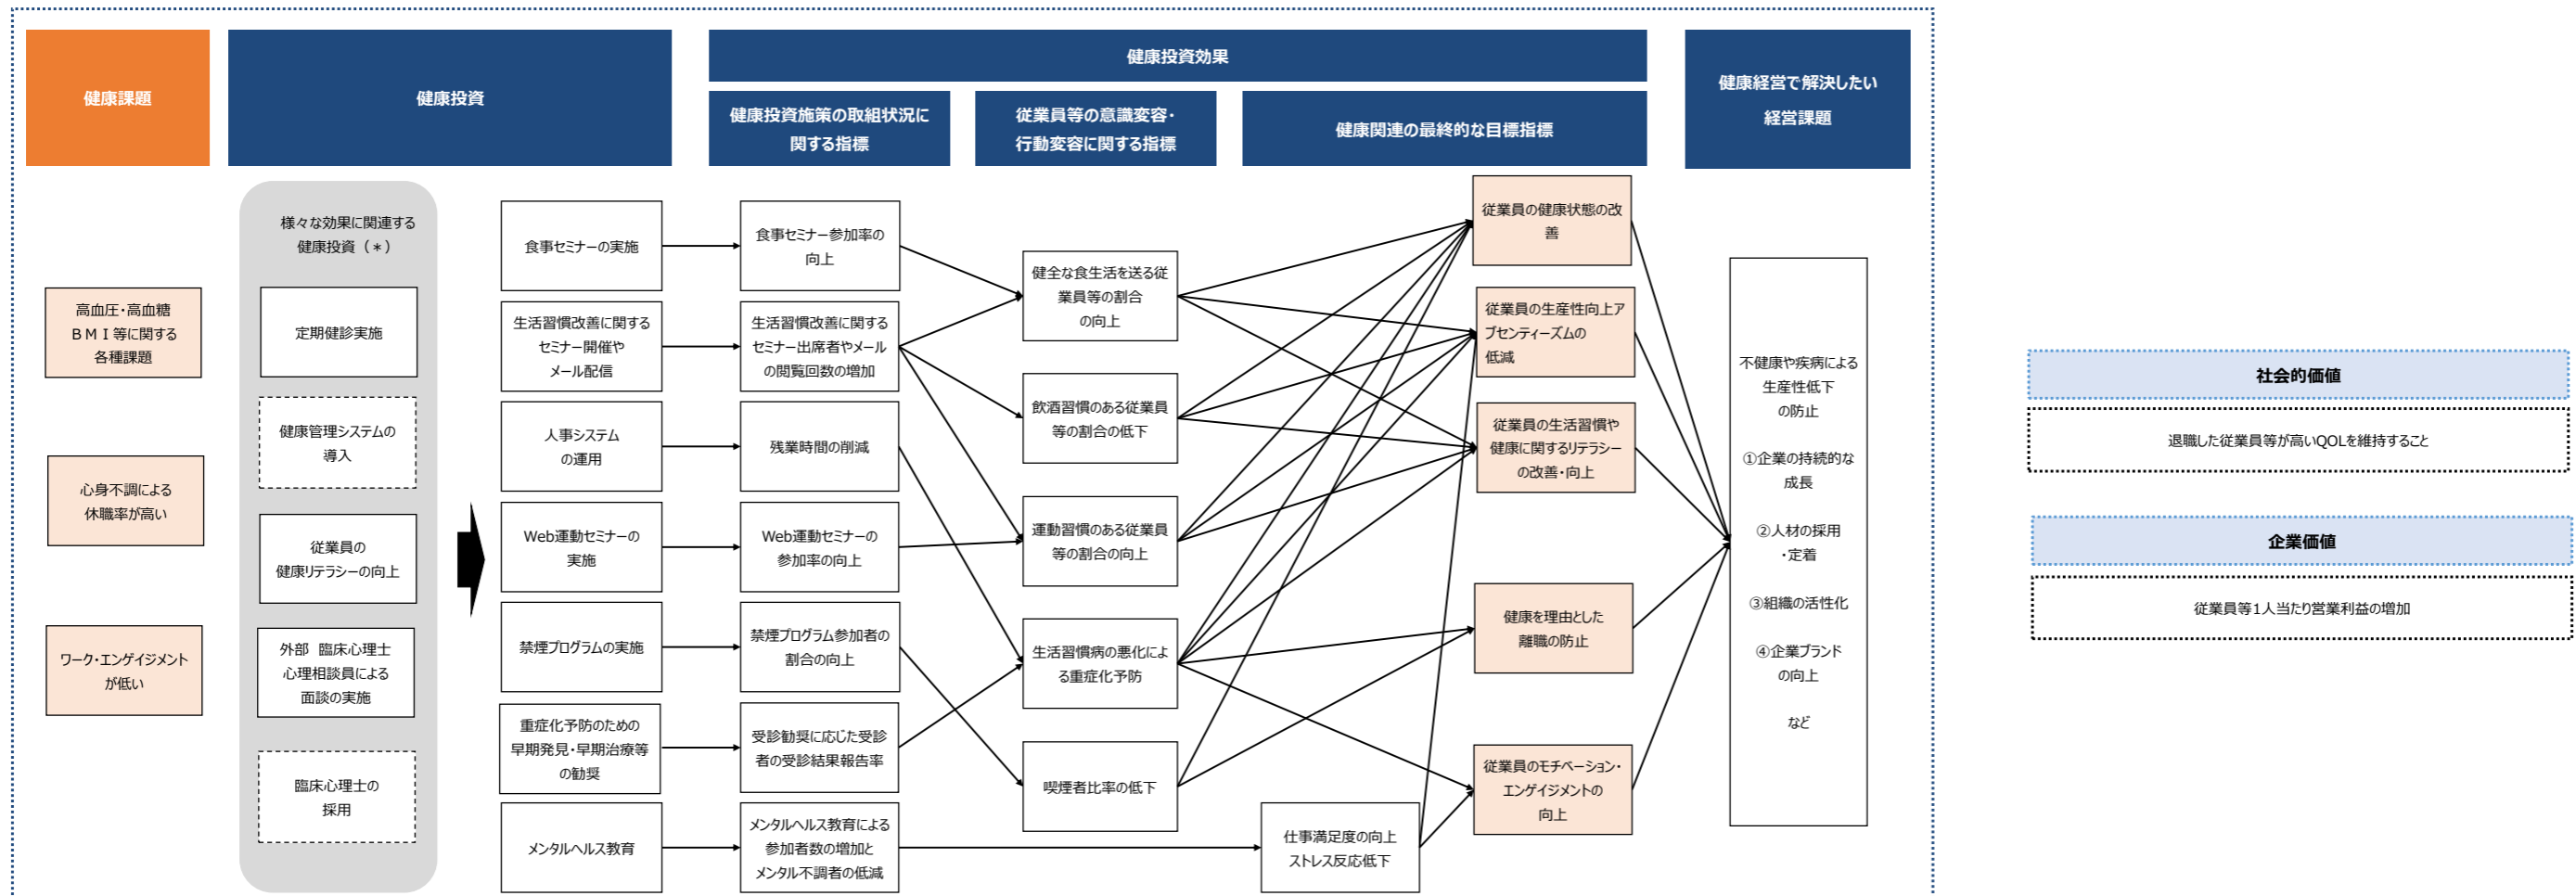 健康課題
健康投資
健康投資効果
健康投資施策の取組状況に
関する指標
従業員等の意識変容・
行動変容に関する指標
健康関連の最終的な目標指標
健康経営で解決したい
経営課題
高血圧・高血糖
ＢＭＩ等に関する
各種課題
心身不調による
休職率が高い
ワーク・エンゲイジメント
が低い
様々な効果に関連する
健康投資（＊）
定期健診実施
健康管理システムの
導入
従業員の
健康リテラシーの向上
外部 臨床心理士
心理相談員による
面談の実施
臨床心理士の
採用
食事セミナーの実施
生活習慣改善に関する
セミナー開催や
メール配信
人事システム
の運用
Web運動セミナーの
実施
禁煙プログラムの実施
重症化予防のための
早期発見・早期治療等
の勧奨
メンタルヘルス教育
食事セミナー参加率の
向上
生活習慣改善に関する
セミナー出席者やメール
の閲覧回数の増加
残業時間の削減
Web運動セミナーの
参加率の向上
禁煙プログラム参加者の
割合の向上
受診勧奨に応じた受診
者の受診結果報告率
メンタルヘルス教育による
参加者数の増加と
メンタル不調者の低減
健全な食生活を送る従
業員等の割合
の向上
飲酒習慣のある従業員
等の割合の低下
運動習慣のある従業員
等の割合の向上
生活習慣病の悪化によ
る重症化予防
喫煙者比率の低下
仕事満足度の向上
ストレス反応低下
従業員の健康状態の改
善
従業員の生産性向上ア
ブセンティーズムの
低減
従業員の生活習慣や
健康に関するリテラシー
の改善・向上
健康を理由とした
離職の防止
従業員のモチベーション・
エンゲイジメントの
向上
不健康や疾病による
生産性低下
の防止
①企業の持続的な
成長
②人材の採用
・定着
③組織の活性化
④企業ブランド
の向上
など
社会的価値
退職した従業員等が高いQOLを維持すること
企業価値
従業員等1人当たり営業利益の増加